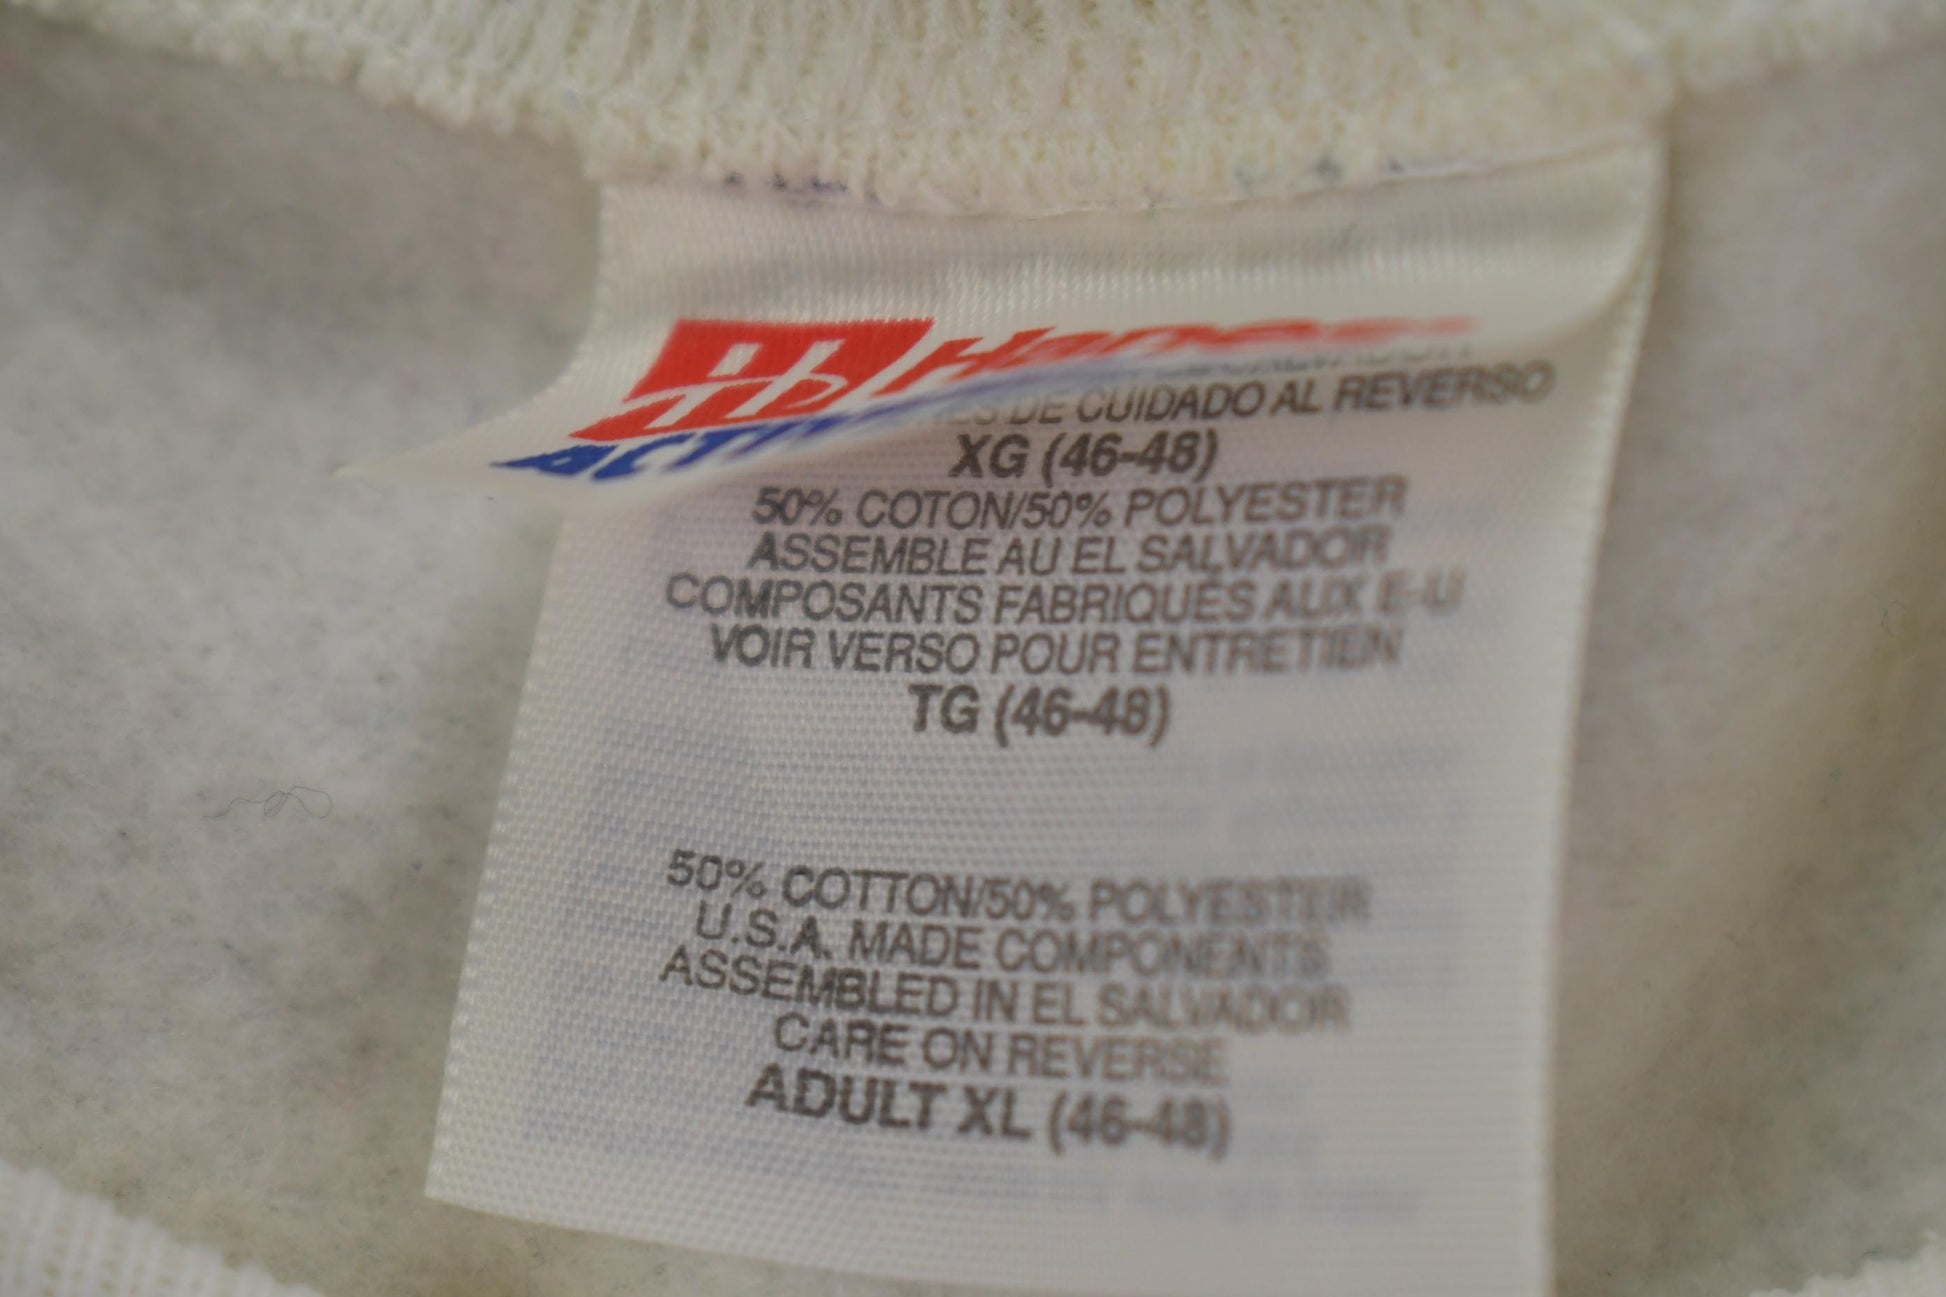 Hanes
DE CUIDADO AL REVERSO
XG (46-48)
50% COTON/50% POLYESTER
ASSEMBLE AU EL SALVADOR
COMPOSANTS FABRIQUÉS AUX E-U
VOIR VERSO POUR ENTRETIEN
TG (46-48)
50% COTTON/50% POLYESTER
U.S.A. MADE COMPONENTS
ASSEMBLED IN EL SALVADOR
CARE ON REVERSE
ADULT XL (46-48)